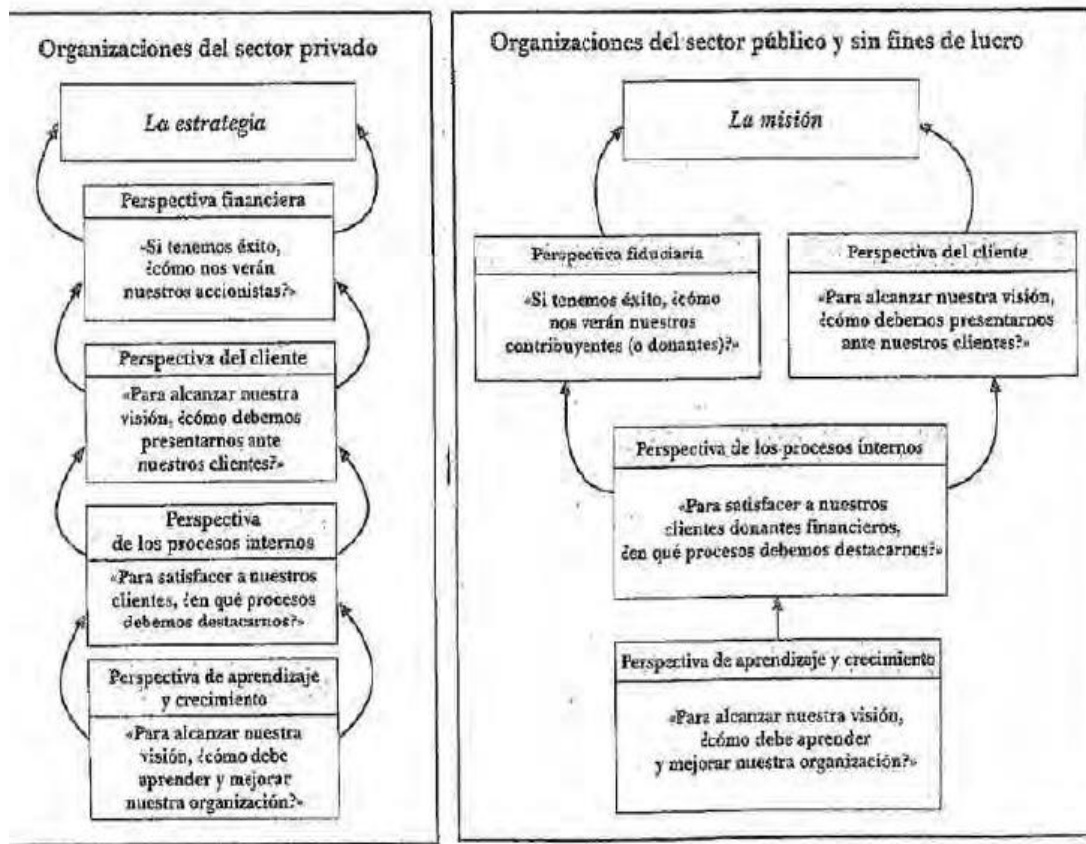 Organizaciones del sector privado
La estrategia
Perspectiva financiera
«Si tenemos éxito,
¿cómo nos verán
nuestros accionistas?»
Perspectiva del cliente
«Para alcanzar nuestra
visión, ¿cómo debemos
presentarnos ante
nuestros clientes?»
Perspectiva
de los procesos internos
«Para satisfacer a nuestros
clientes, ¿en qué procesos
debemos destacarnos?»
Perspectiva de aprendizaje
y crecimiento
«Para alcanzar nuestra
visión, ¿cómo debe
aprender y mejorar
nuestra organización?»
Organizaciones del sector público y sin fines de lucro
La misión
Perspectiva fiduciaria
«Si tenemos éxito, ¿cómo
nos verán nuestros
contribuyentes (o donantes)?»
Perspectiva del cliente
«Para alcanzar nuestra visión,
¿cómo debemos presentarnos
ante nuestros clientes?»
Perspectiva de los procesos internos
«Para satisfacer a nuestros
clientes donantes financieros,
¿en qué procesos debemos destacarnos?»
Perspectiva de aprendizaje y crecimiento
«Para alcanzar nuestra visión,
¿cómo debe aprender
y mejorar nuestra organización?»